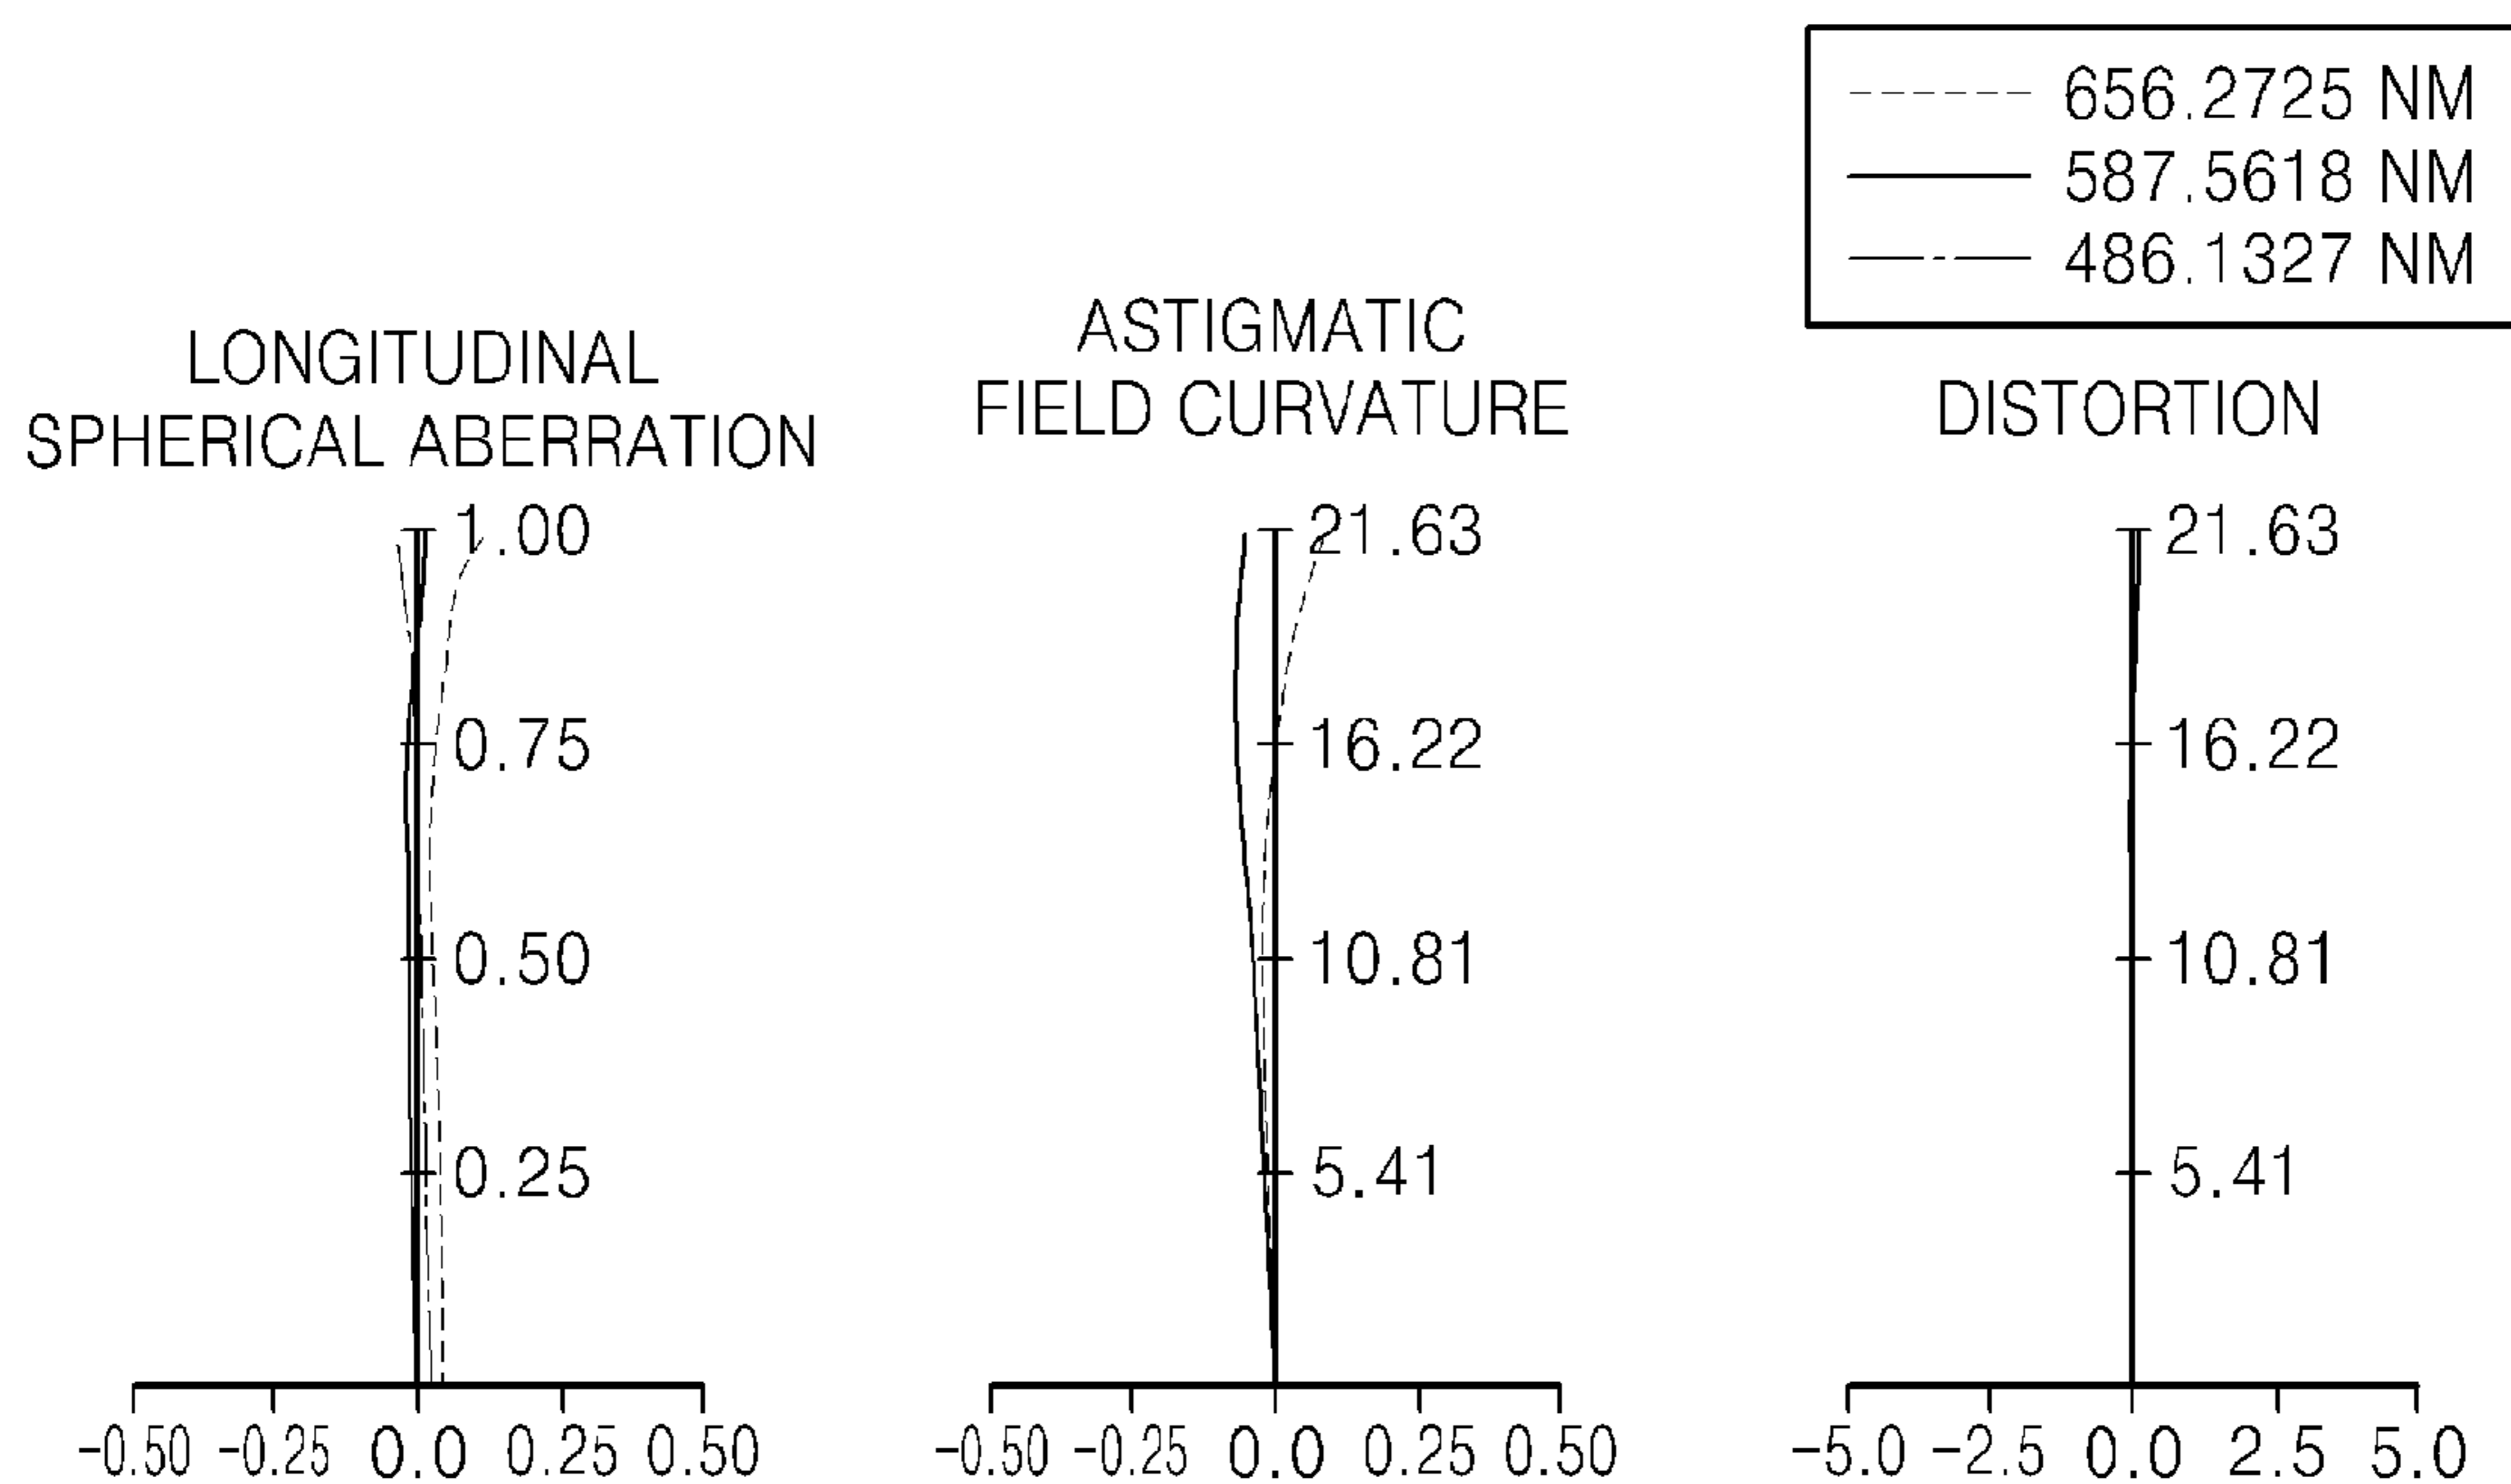 656.2725 NM
587.5618 NM
486.1327 NM
LONGITUDINAL
SPHERICAL ABERRATION
1.00
0.75
0.50
0.25
-0.50 -0.25 0.0 0.25 0.50
ASTIGMATIC
FIELD CURVATURE
21.63
16.22
10.81
5.41
-0.50 -0.25 0.0 0.25 0.50
DISTORTION
21.63
16.22
10.81
5.41
-5.0 -2.5 0.0 2.5 5.0